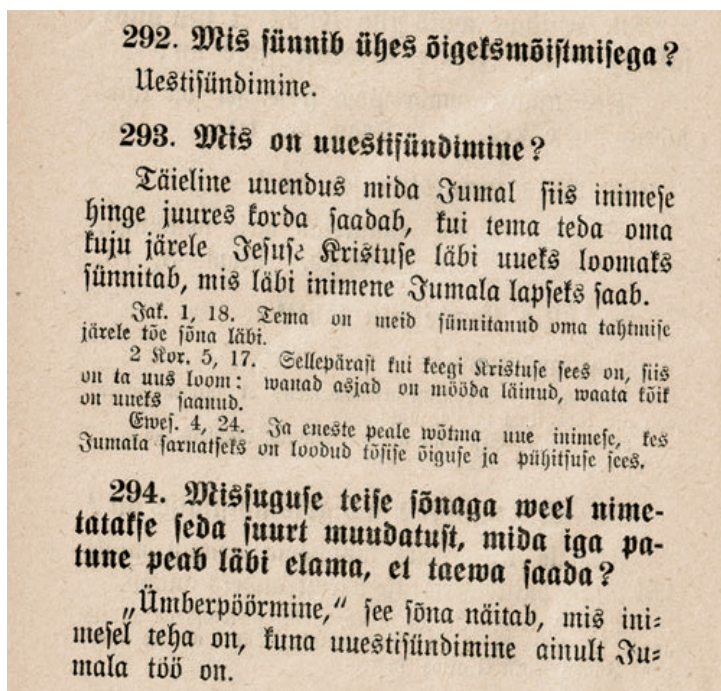 292. Mis sünnib ühes õigeksmõistmisega?
Uestisündimine.
293. Mis on uuestisündimine?
Täieline uuendus mida Jumal siis inimese
hinge juures korda saadab, kui tema teda oma
kuju järele Jesuse Kristuse läbi uueks loomaks
sünnitab, mis läbi inimene Jumala lapseks saab.
Jak. 1, 18. Tema on meid sünnitanud oma tahtmise
järele tõe sõna läbi.
2 Kor. 5, 17. Sellepärast kui keegi Kristuse sees on, siis
on ta uus loom: wanad asjad on mööda läinud, waata kõik
on uueks saanud.
Ewes. 4, 24. Ja eneste peale wõtma uue inimese, kes
Jumala sarnatseks on loodud tõsise õiguse ja pühitsuse sees.
294. Missuguse teise sõnaga weel nime-
tatakse seda suurt muudatust, mida iga pa-
tune peab läbi elama, et taewa saada?
„Ümberpöörmine,“ see sõna näitab, mis ini-
mesel teha on, kuna uuestisündimine ainult Ju-
mala töö on.